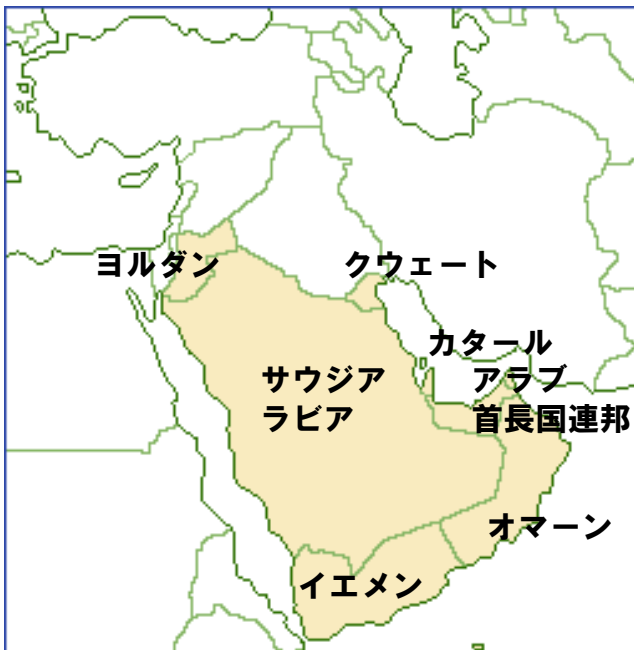 ヨルダン
クウェート
カタール
サウジア
ラビア
アラブ
首長国連邦
オマーン
イエメン